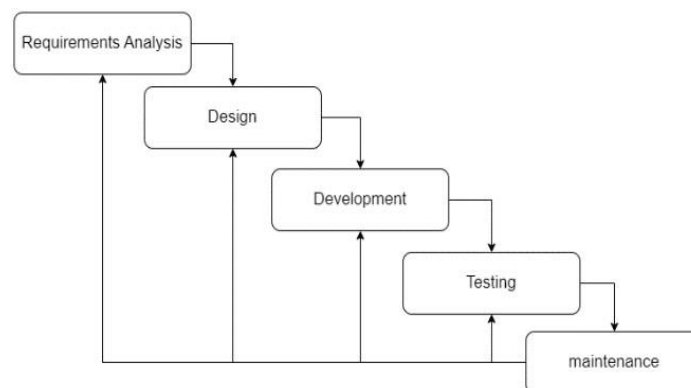 Requirements Analysis
Design
Development
Testing
maintenance